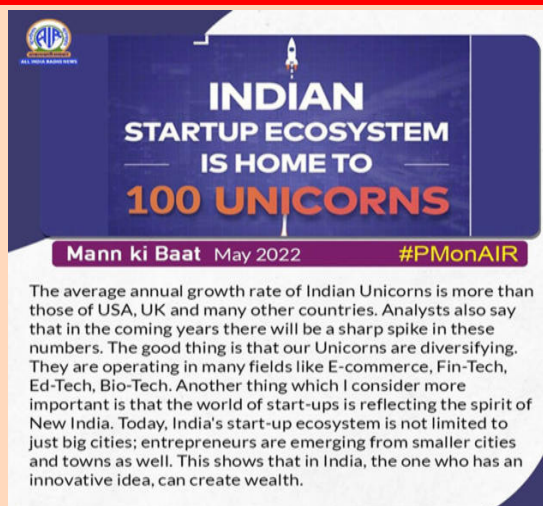 AIR
ALL INDIA RADIO NEWS
INDIAN
STARTUP ECOSYSTEM
IS HOME TO
100 UNICORNS
Mann ki Baat May 2022 #PMonAIR
The average annual growth rate of Indian Unicorns is more than
those of USA, UK and many other countries. Analysts also say
that in the coming years there will be a sharp spike in these
numbers. The good thing is that our Unicorns are diversifying.
They are operating in many fields like E-commerce, Fin-Tech,
Ed-Tech, Bio-Tech. Another thing which I consider more
important is that the world of start-ups is reflecting the spirit of
New India. Today, India's start-up ecosystem is not limited to
just big cities; entrepreneurs are emerging from smaller cities
and towns as well. This shows that in India, the one who has an
innovative idea, can create wealth.